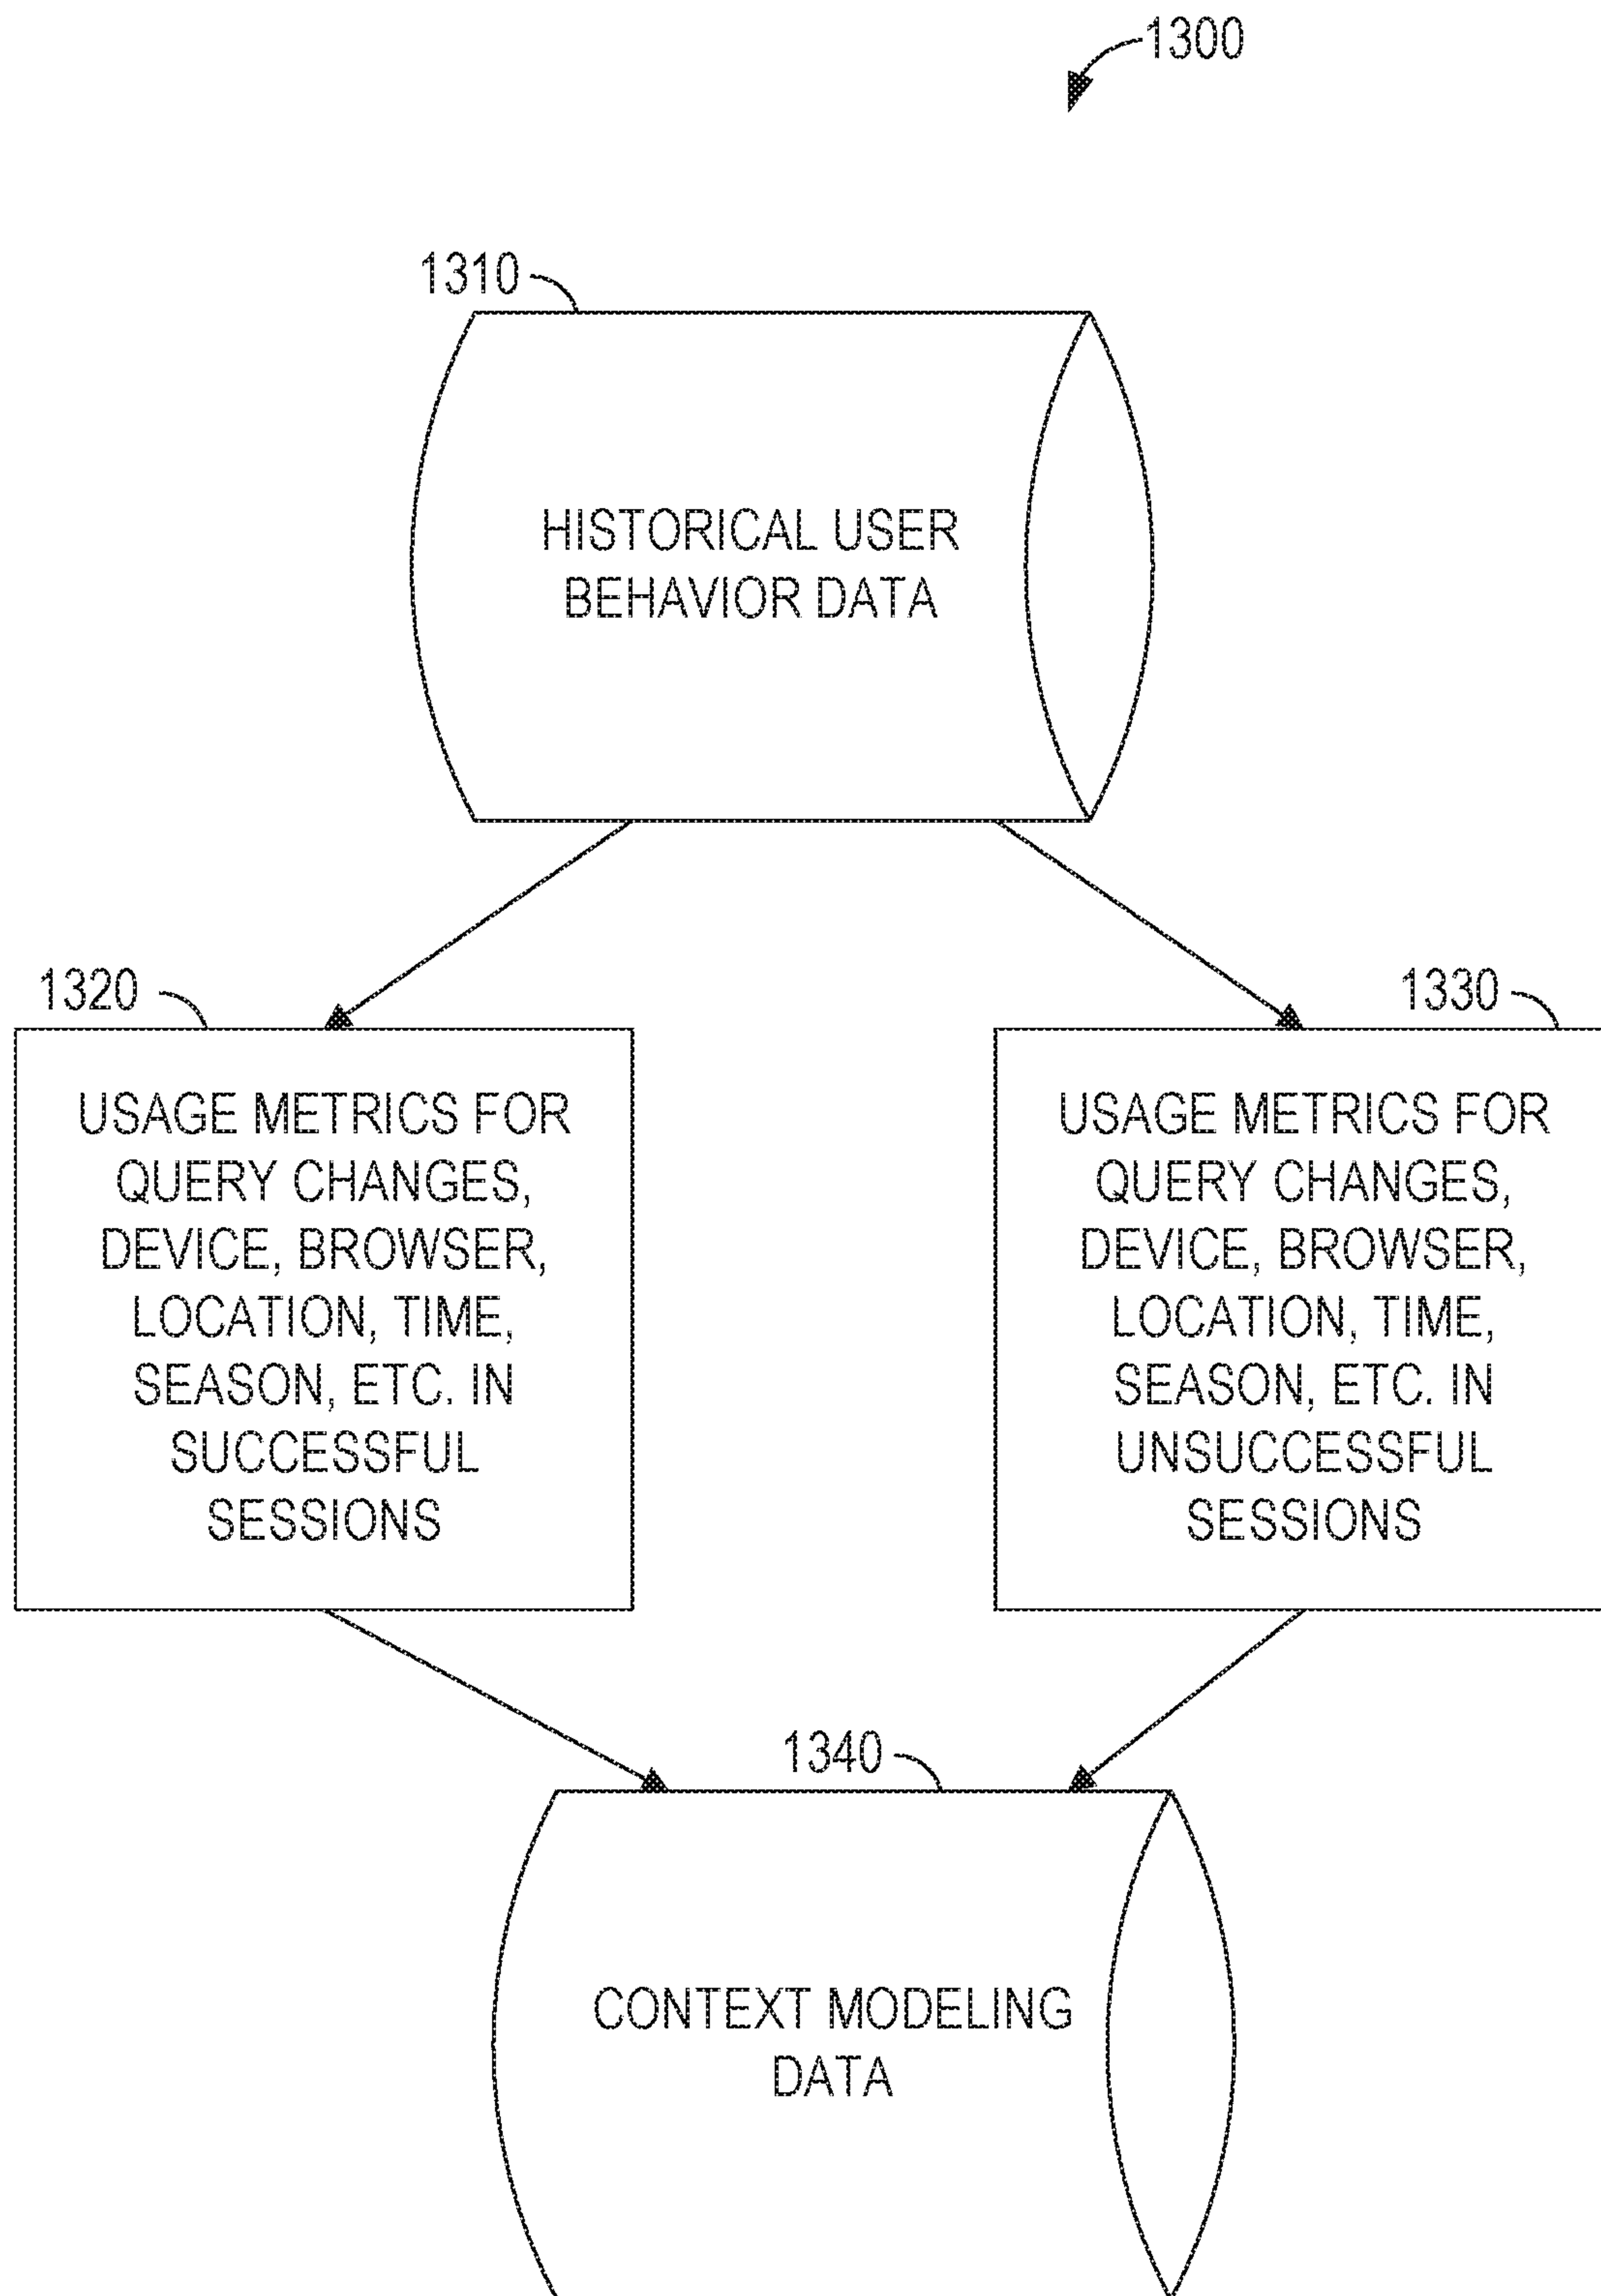 1300
1310
HISTORICAL USER
BEHAVIOR DATA
1320
USAGE METRICS FOR
QUERY CHANGES,
DEVICE, BROWSER,
LOCATION, TIME,
SEASON, ETC. IN
SUCCESSFUL
SESSIONS
1330
USAGE METRICS FOR
QUERY CHANGES,
DEVICE, BROWSER,
LOCATION, TIME,
SEASON, ETC. IN
UNSUCCESSFUL
SESSIONS
1340
CONTEXT MODELING
DATA